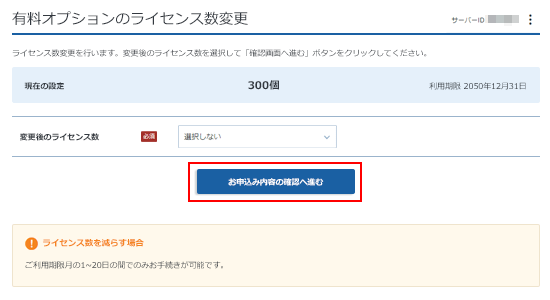 有料オプションのライセンス数変更
サーバーID
ライセンス数変更を行います。変更後のライセンス数を選択して「確認画面へ進む」ボタンをクリックしてください。
現在の設定 300個 利用期限 2050年12月31日
変更後のライセンス数 必須 選択しない
お申込み内容の確認へ進む
ライセンス数を減らす場合
ご利用期限月の1~20日の間でのみお手続きが可能です。